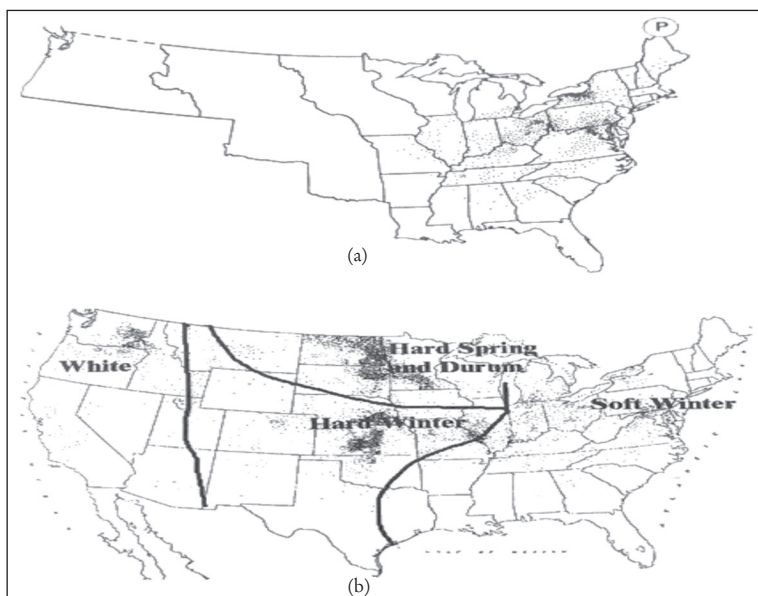 P
(a)
White
Hard Spring
and Durum
Hard Winter
Soft Winter
(b)